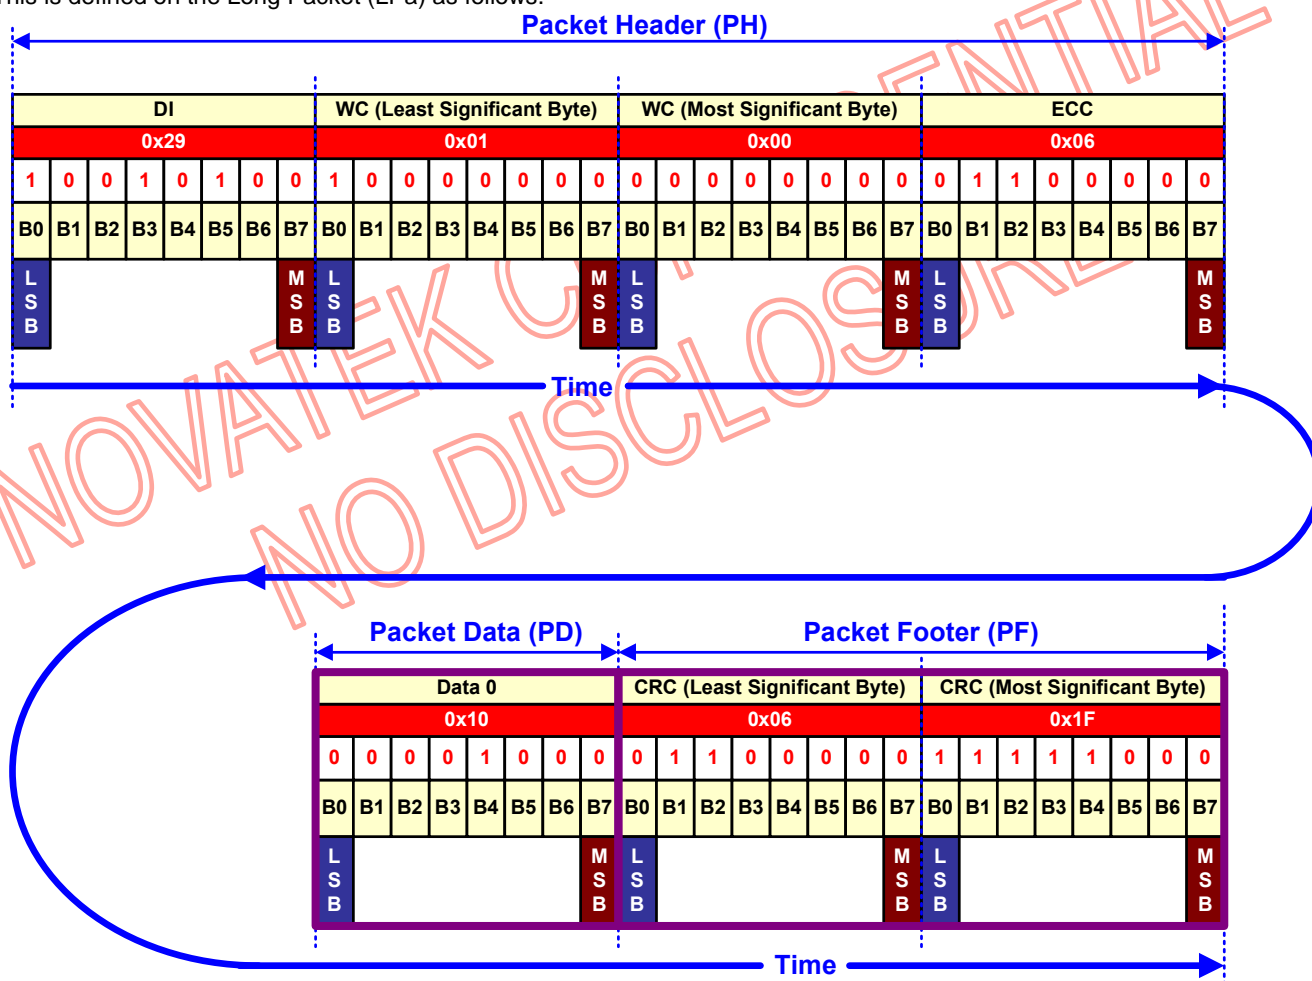 This is defined on the Long Packet (LPa) as follows:
Packet Header (PH)
DI WC (Least Significant Byte) WC (Most Significant Byte) ECC
0x29 0x01 0x00 0x06
1 0 0 1 0 1 0 0 1 0 0 0 0 0 0 0 0 0 0 0 0 0 0 0 0 1 1 0 0 0 0 0
B0 B1 B2 B3 B4 B5 B6 B7 B0 B1 B2 B3 B4 B5 B6 B7 B0 B1 B2 B3 B4 B5 B6 B7 B0 B1 B2 B3 B4 B5 B6 B7
LSB MSB LSB MSB LSB MSB LSB MSB
Time
NOVATEK
NO DISCLOSURE
Packet Data (PD) Packet Footer (PF)
Data 0 CRC (Least Significant Byte) CRC (Most Significant Byte)
0x10 0x06 0x1F
0 0 0 0 1 0 0 0 0 1 1 0 0 0 0 0 1 1 1 1 1 0 0 0
B0 B1 B2 B3 B4 B5 B6 B7 B0 B1 B2 B3 B4 B5 B6 B7 B0 B1 B2 B3 B4 B5 B6 B7
LSB MSB LSB MSB LSB MSB
Time